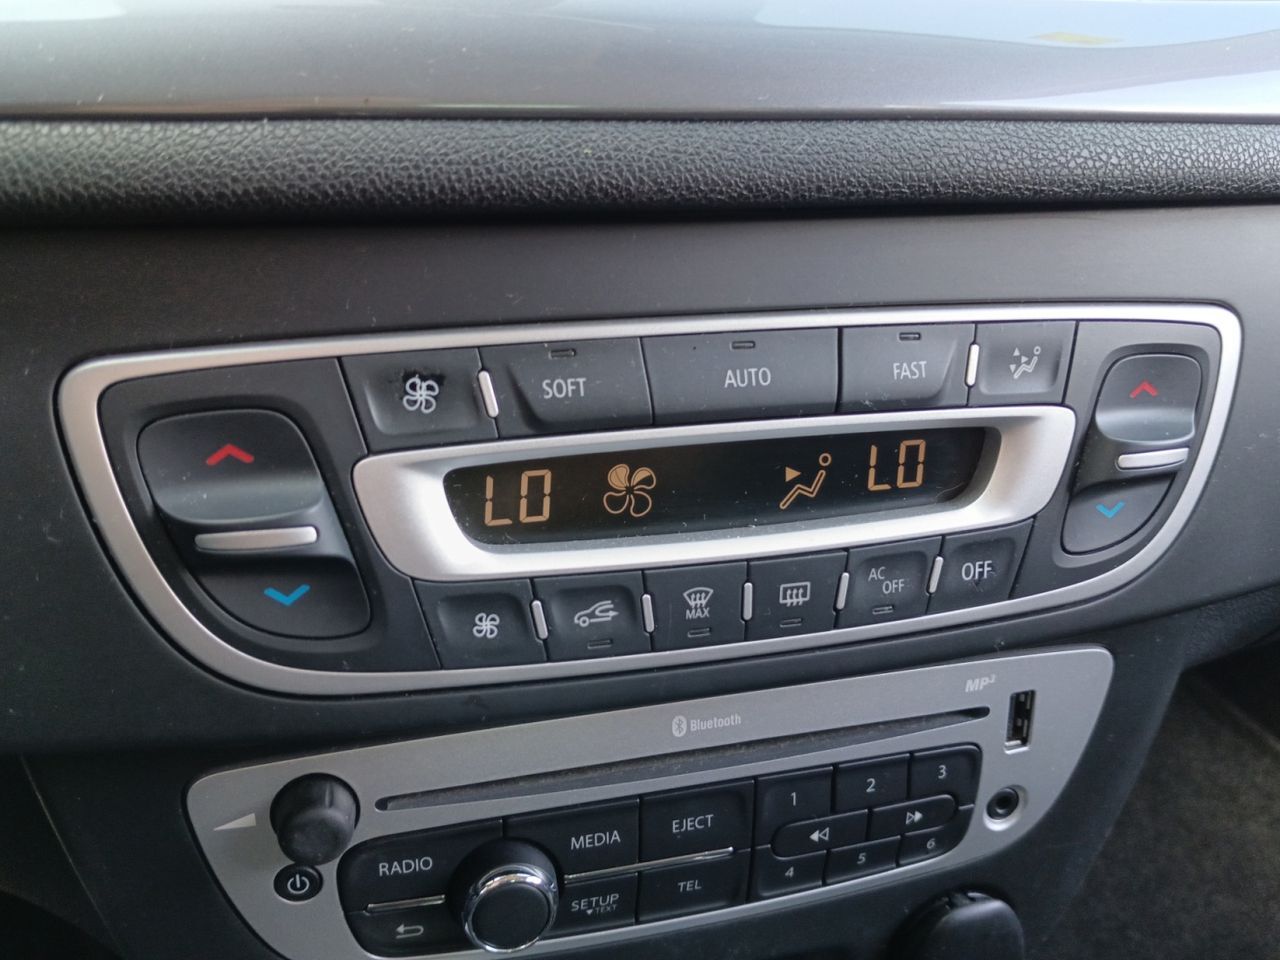 SOFT
AUTO
FAST
LO
LO
MAX
AC
OFF
OFF
Bluetooth
MP3
RADIO
MEDIA
EJECT
SETUP
TEXT
TEL
1
2
3
4
5
6